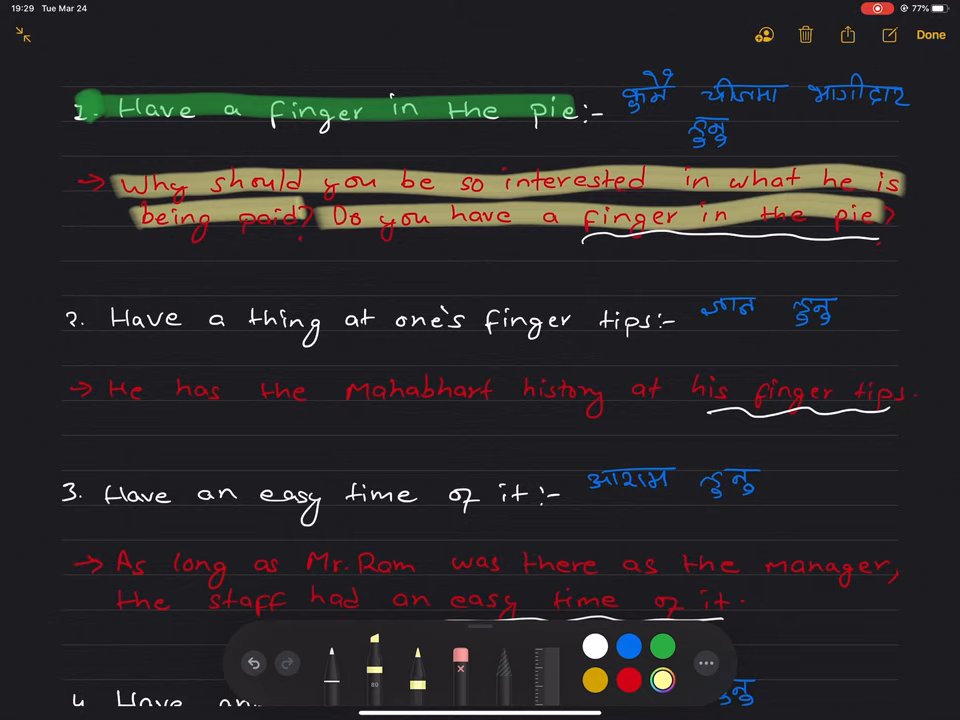 19:29 Tue Mar 24
77%
Done
1. Have a finger in the pie:- कुनै चीजमा भागीदार
हुनु
→ Why should you be so interested in what he is
being paid? Do you have a finger in the pie?
2. Have a thing at one's finger tips:- ज्ञान हुनु
→ He has the Mahabhart history at his finger tips.
3. Have an easy time of it:- आराम हुनु
→ As long as Mr. Ram was there as the manager,
the staff had an easy time of it.
80
4. Have